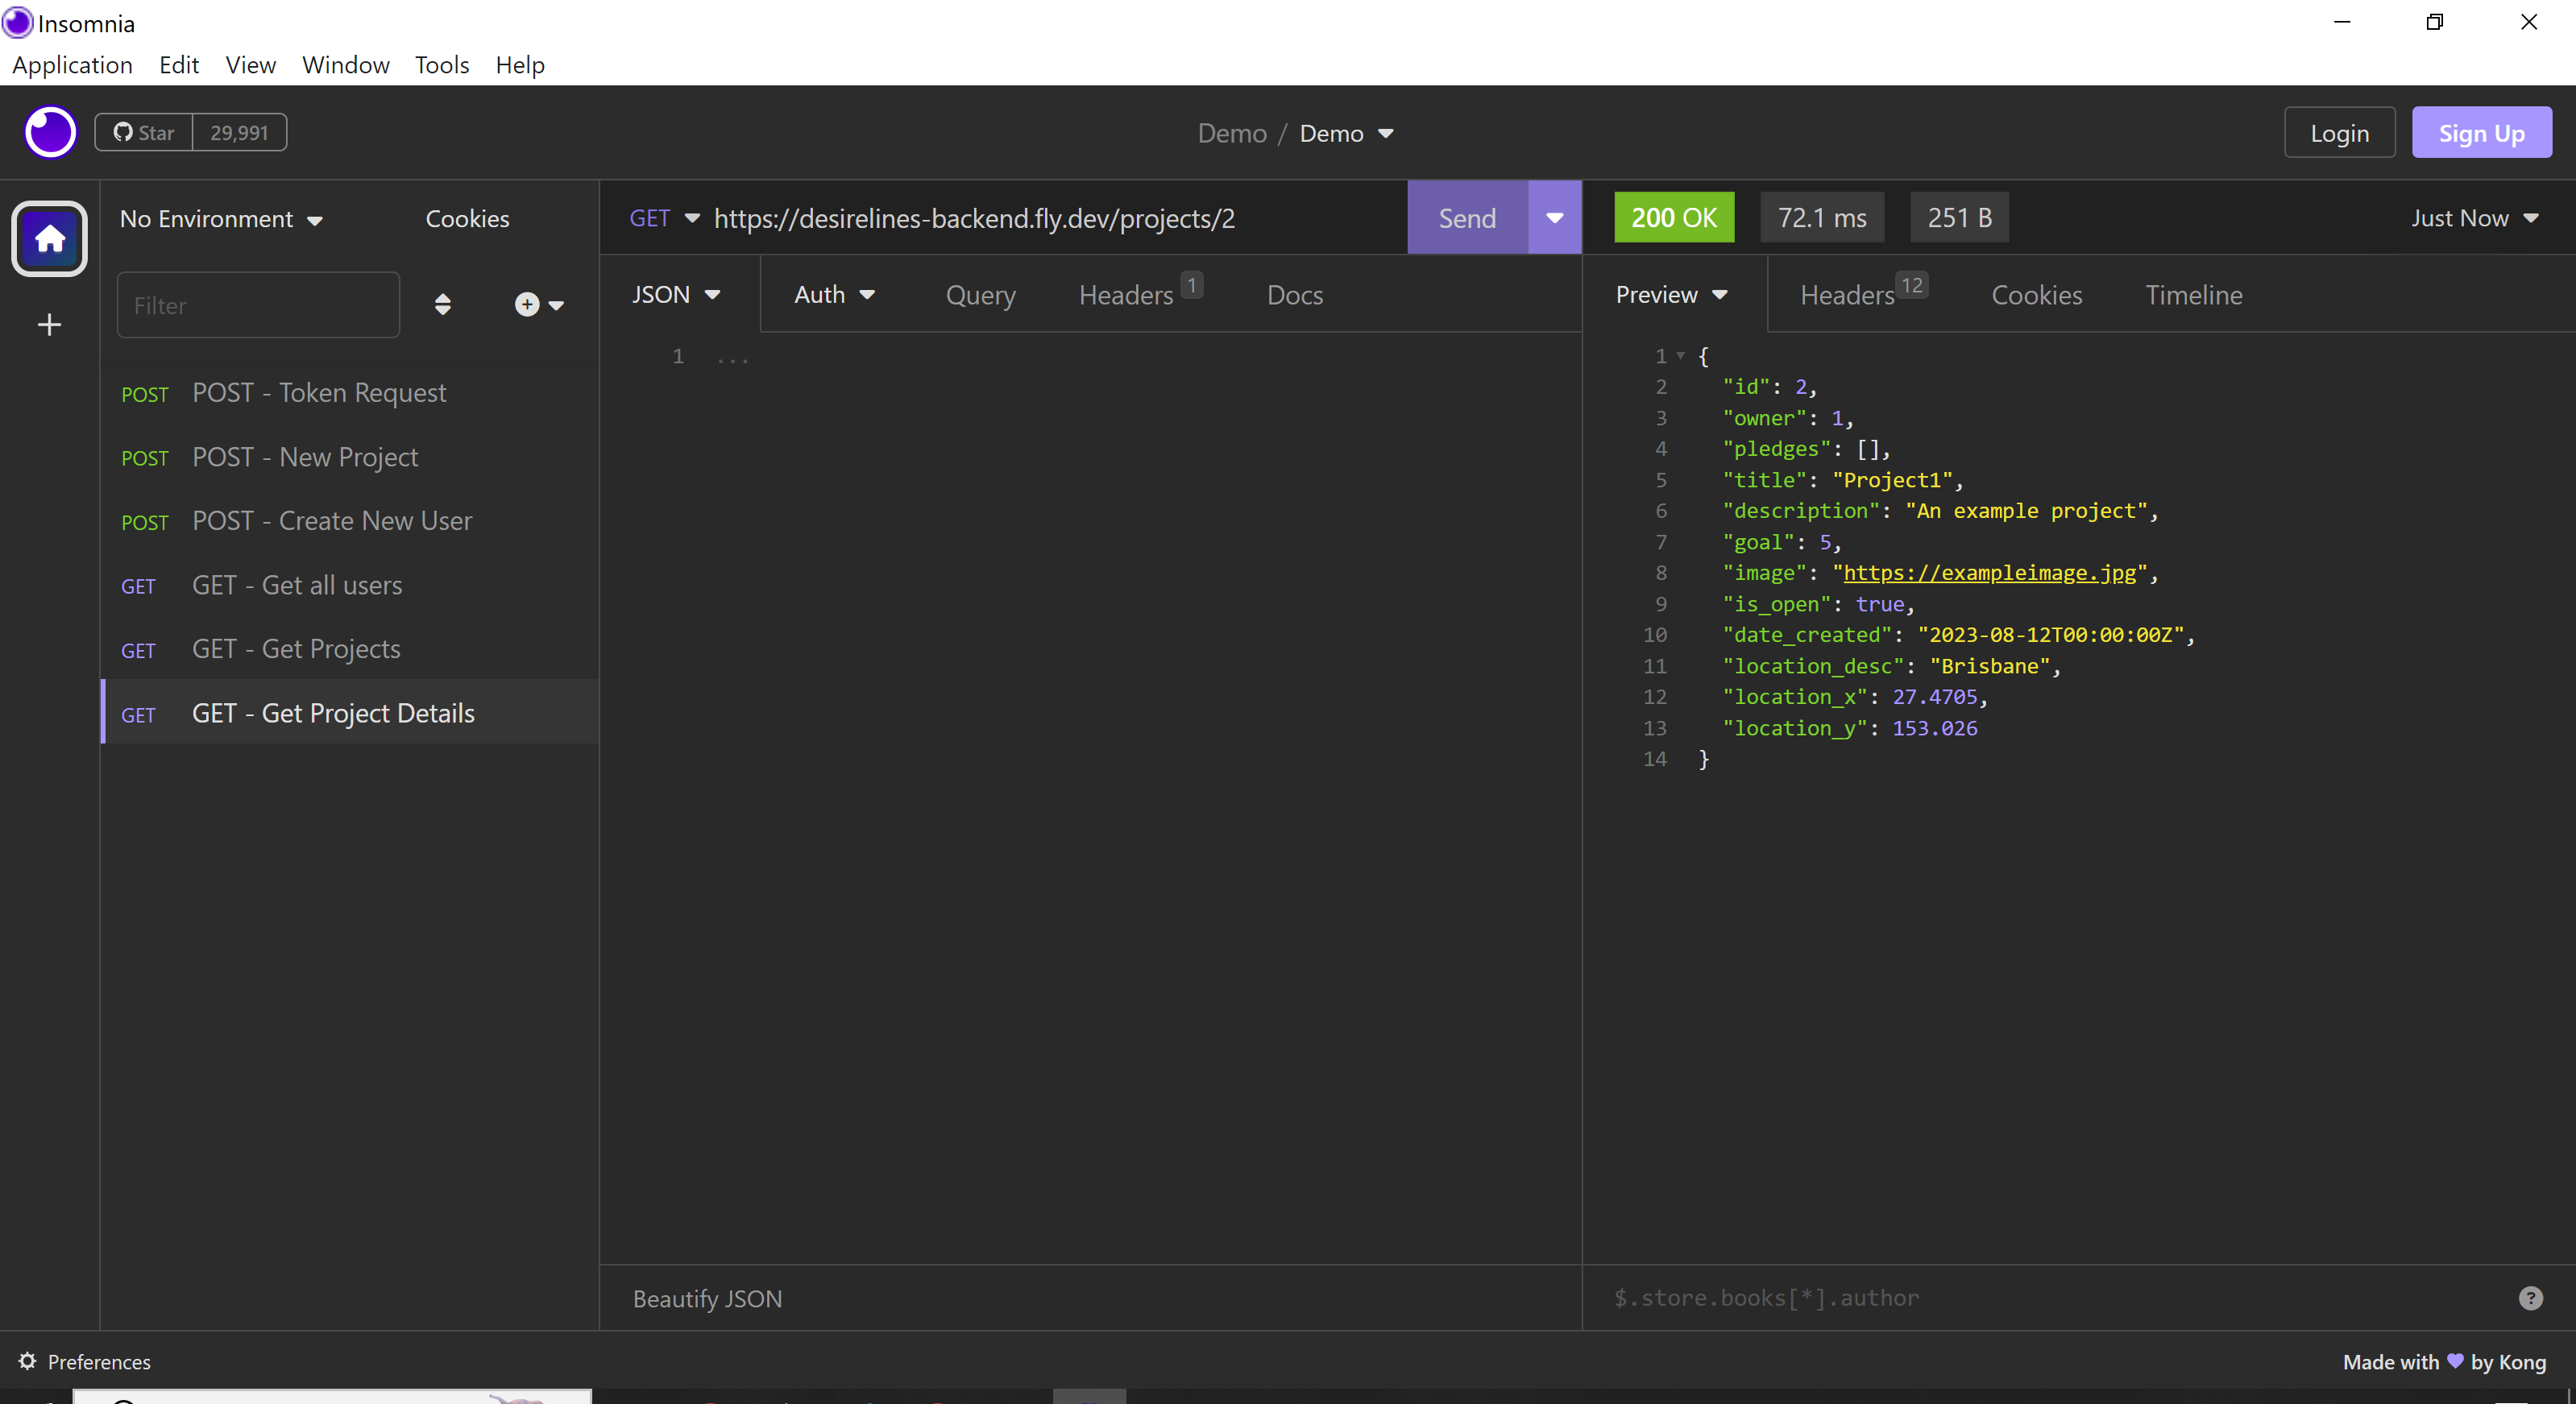 Insomnia
Application Edit View Window Tools Help
Star 29,991
Demo / Demo
Login Sign Up
No Environment Cookies
Filter
POST POST - Token Request
POST POST - New Project
POST POST - Create New User
GET GET - Get all users
GET GET - Get Projects
GET GET - Get Project Details
GET https://desirelines-backend.fly.dev/projects/2 Send
JSON Auth Query Headers 1 Docs
1 ...
Beautify JSON
200 OK 72.1 ms 251 B Just Now
Preview Headers 12 Cookies Timeline
1 {
2 "id": 2,
3 "owner": 1,
4 "pledges": [],
5 "title": "Project1",
6 "description": "An example project",
7 "goal": 5,
8 "image": "https://exampleimage.jpg",
9 "is_open": true,
10 "date_created": "2023-08-12T00:00:00Z",
11 "location_desc": "Brisbane",
12 "location_x": 27.4705,
13 "location_y": 153.026
14 }
$.store.books[*].author ?
Preferences
Made with 💜 by Kong